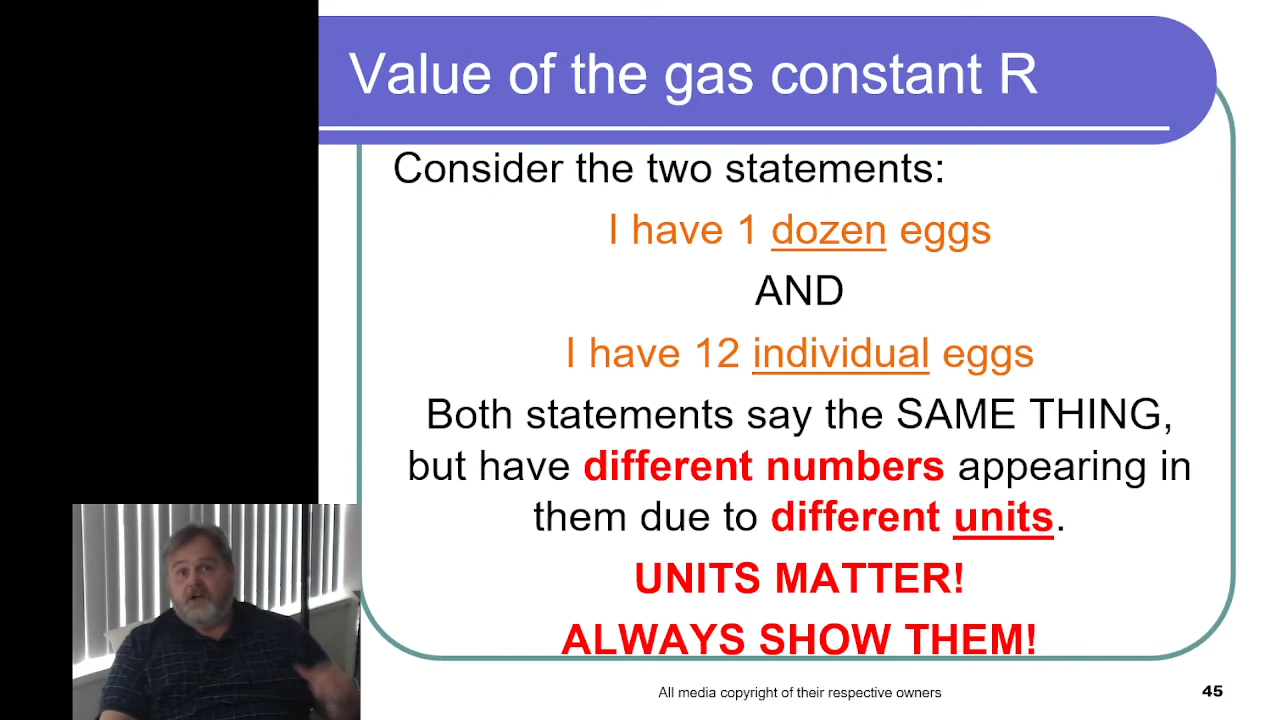 Value of the gas constant R
Consider the two statements:
I have 1 dozen eggs
AND
I have 12 individual eggs
Both statements say the SAME THING,
but have different numbers appearing in
them due to different units.
UNITS MATTER!
ALWAYS SHOW THEM!
All media copyright of their respective owners
45